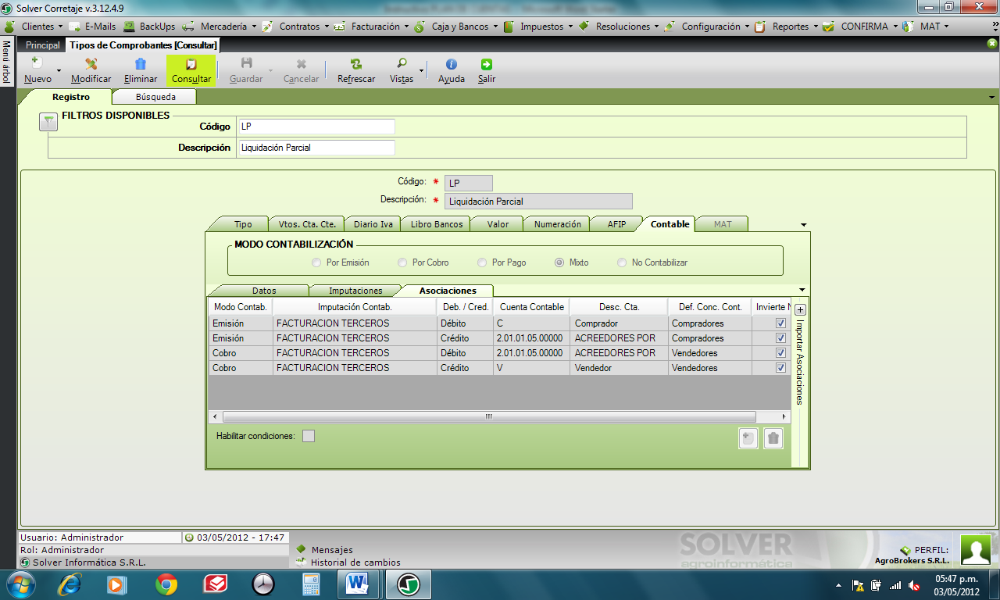 Solver Corretaje v.3.12.4.9
Clientes E-Mails BackUps Mercadería Contratos Facturación Caja y Bancos Impuestos Resoluciones Configuración Reportes CONFIRMA MAT »
Menú árbol
Principal Tipos de Comprobantes [Consultar]
Nuevo Modificar Eliminar Consultar Guardar Cancelar Refrescar Vistas Ayuda Salir
Registro Búsqueda
FILTROS DISPONIBLES
Código LP
Descripción Liquidación Parcial
Código: * LP
Descripción: * Liquidación Parcial
Tipo Vtos. Cta. Cte. Diario Iva Libro Bancos Valor Numeración AFIP Contable MAT
MODO CONTABILIZACIÓN
Por Emisión Por Cobro Por Pago Mixto No Contabilizar
Datos Imputaciones Asociaciones
Modo Contab. Imputación Contab. Deb. / Cred. Cuenta Contable Desc. Cta. Def. Conc. Cont. Invierte
Emisión FACTURACION TERCEROS Débito C Comprador Compradores
Emisión FACTURACION TERCEROS Crédito 2.01.01.05.00000 ACREEDORES POR Compradores
Cobro FACTURACION TERCEROS Débito 2.01.01.05.00000 ACREEDORES POR Vendedores
Cobro FACTURACION TERCEROS Crédito V Vendedor Vendedores
Importar Asociaciones
Habilitar condiciones:
Usuario: Administrador 03/05/2012 - 17:47
Rol: Administrador
Solver Informática S.R.L.
Mensajes
Historial de cambios
SOLVER
agroinformática
PERFIL:
AgroBrokers S.R.L.
05:47 p.m.
03/05/2012